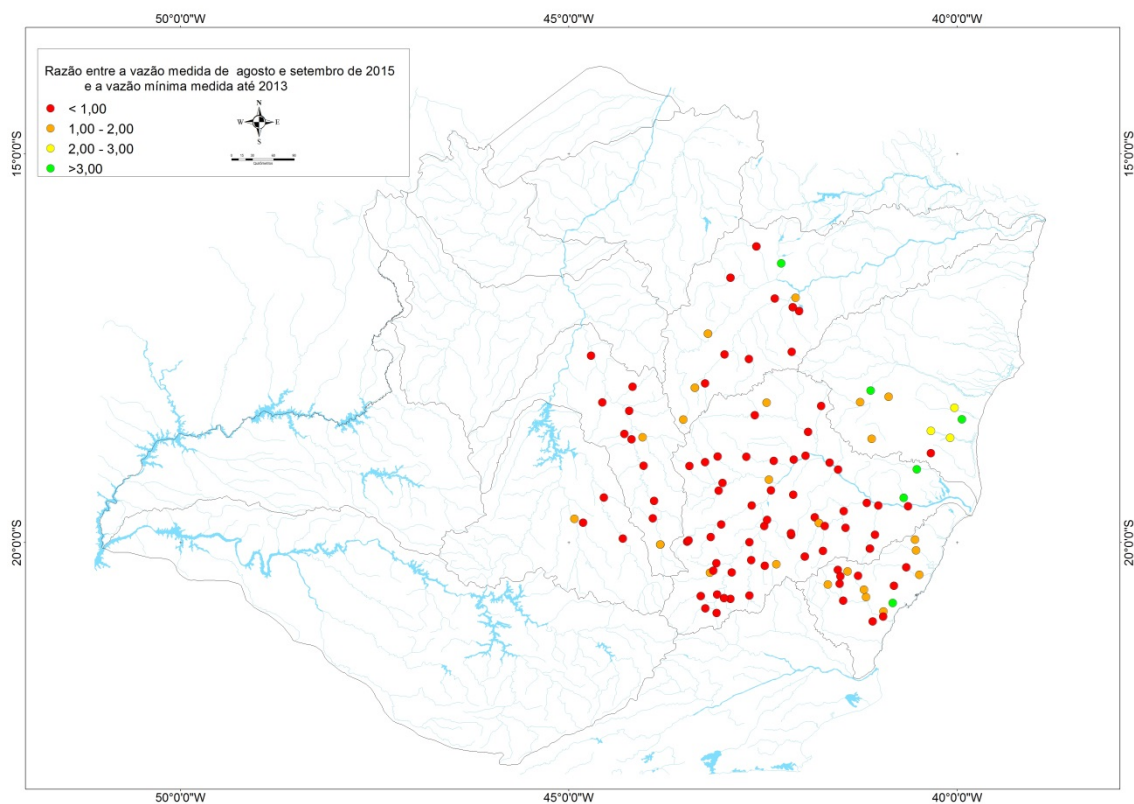 50°0'0"W 45°0'0"W 40°0'0"W
Razão entre a vazão medida de agosto e setembro de 2015
e a vazão mínima medida até 2013
< 1,00
1,00 - 2,00
2,00 - 3,00
>3,00
N
W E
S
15°0'0"S 15°0'0"S
20°0'0"S 20°0'0"S
50°0'0"W 45°0'0"W 40°0'0"W